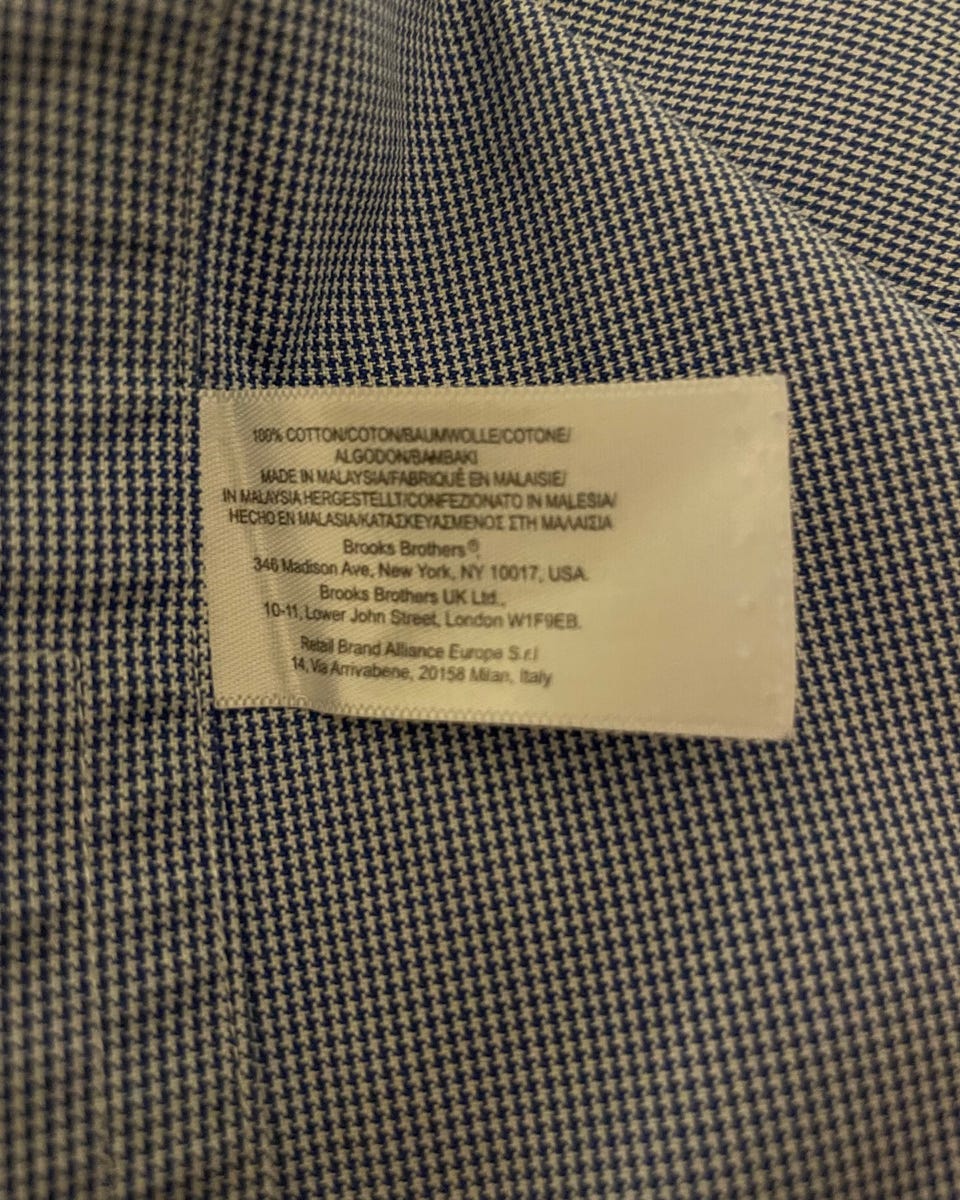 100% COTTON/COTON/BAUMWOLLE/COTONE/
ALGODON/BAMBAKI
MADE IN MALAYSIA/FABRIQUÉ EN MALAISIE/
IN MALAYSIA HERGESTELLT/CONFEZIONATO IN MALESIA/
HECHO EN MALASIA/ΚΑΤΑΣΚΕΥΑΣΜΕΝΟΣ ΣΤΗ ΜΑΛΑΙΣΙΑ
Brooks Brothers®,
346 Madison Ave, New York, NY 10017, USA.
Brooks Brothers UK Ltd.,
10-11, Lower John Street, London W1F9EB.
Retail Brand Alliance Europe S.r.l
14, Via Arrivabene, 20158 Milan, Italy